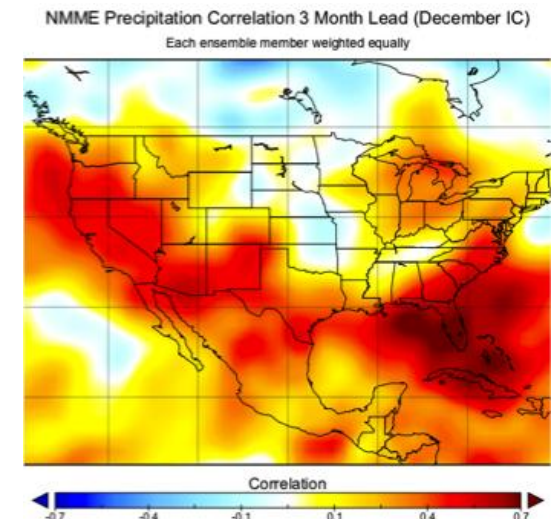 NMME Precipitation Correlation 3 Month Lead (December IC)
Each ensemble member weighted equally
Correlation
-0.7 -0.4 -0.1 0.1 0.4 0.7